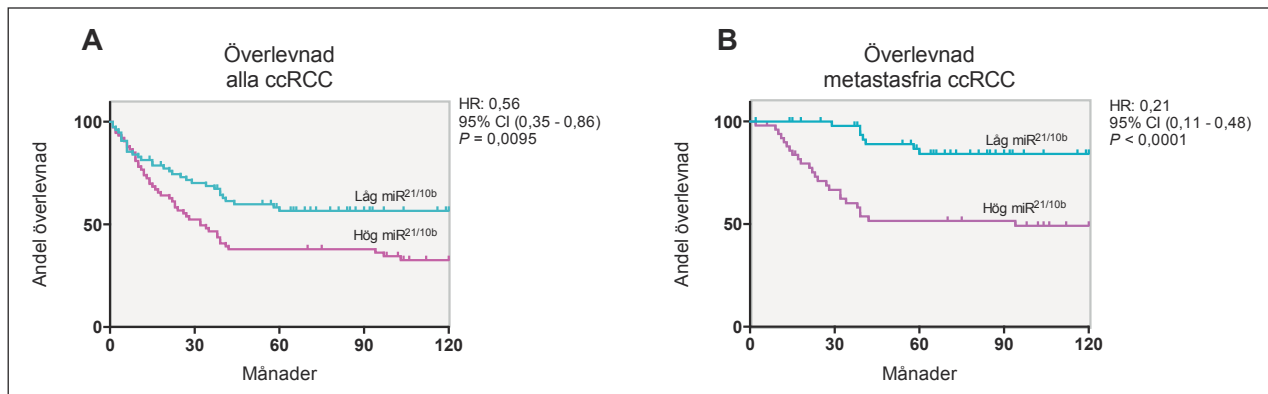 A
Överlevnad
alla ccRCC
HR: 0,56
95% CI (0,35 - 0,86)
P = 0,0095
Andel överlevnad
100
50
0
Låg miR21/10b
Hög miR21/10b
0 30 60 90 120
Månader
B
Överlevnad
metastasfria ccRCC
HR: 0,21
95% CI (0,11 - 0,48)
P < 0,0001
Andel överlevnad
100
50
0
Låg miR21/10b
Hög miR21/10b
0 30 60 90 120
Månader